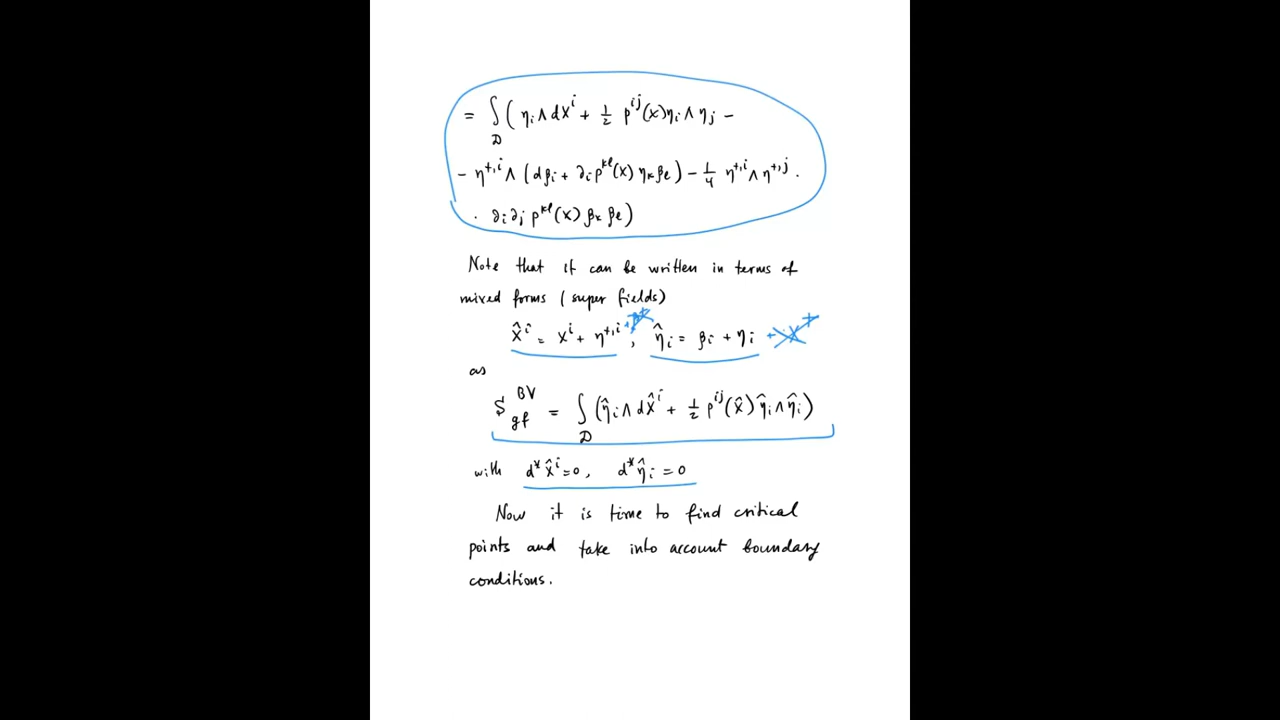 = ∫_D ( η_i ∧ dX^i + 1/2 p^{ij}(x) η_i ∧ η_j –
– η^{+,i} ∧ ( dβ_i + ∂_i p^{kl}(x) η_k β_l ) – 1/4 η^{+,i} ∧ η^{+,j} ·
· ∂_i ∂_j p^{kl}(x) β_k β_l )
Note that it can be written in terms of
mixed forms ( super fields )
X̂^i = X^i + η^{+,i} , η̂_i = β_i + η_i
as
S^{BV}_{gf} = ∫_D ( η̂_i ∧ dX̂^i + 1/2 p^{ij}(X̂) η̂_i ∧ η̂_i )
with d^* X̂^i = 0 , d^* η̂_i = 0
Now it is time to find critical
points and take into account boundary
conditions.